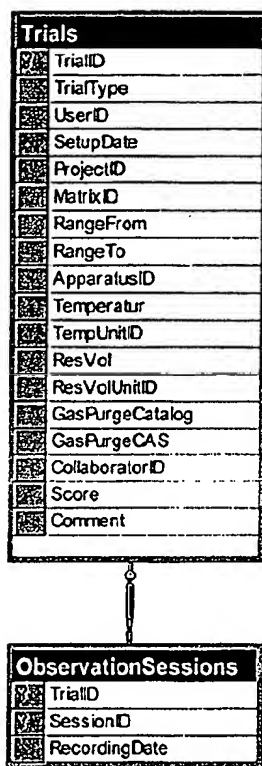 Trials
TrialID
TrialType
UserID
SetupDate
ProjectID
MatrixID
RangeFrom
RangeTo
ApparatusID
Temperatur
TempUnitID
ResVol
ResVolUnitID
GasPurgeCatalog
GasPurgeCAS
CollaboratorID
Score
Comment
ObservationSessions
TrialID
SessionID
RecordingDate